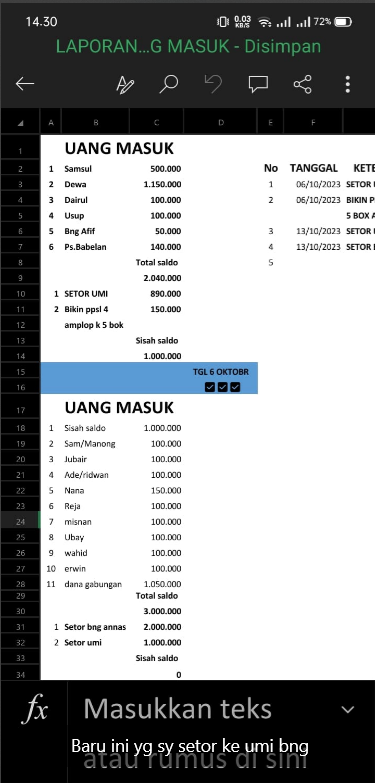 14.30 0.03 KB/S 72%
LAPORAN...G MASUK - Disimpan
A B C D E F
1 UANG MASUK
2 1 Samsul 500.000 No TANGGAL KETE
3 2 Dewa 1.150.000 1 06/10/2023 SETOR U
4 3 Dairul 100.000 2 06/10/2023 BIKIN P
5 4 Usup 100.000 5 BOX A
6 5 Bng Afif 50.000 3 13/10/2023 SETOR U
7 6 Ps.Babelan 140.000 4 13/10/2023 SETOR
8 Total saldo 5
9 2.040.000
10 1 SETOR UMI 890.000
11 2 Bikin ppsl 4 150.000
12 amplop k 5 bok
13 Sisah saldo
14 1.000.000
15 TGL 6 OKTOBR
16
17 UANG MASUK
18 1 Sisah saldo 1.000.000
19 2 Sam/Manong 100.000
20 3 Jubair 100.000
21 4 Ade/ridwan 100.000
22 5 Nana 150.000
23 6 Reja 100.000
24 7 misnan 100.000
25 8 Ubay 100.000
26 9 wahid 100.000
27 10 erwin 100.000
28 11 dana gabungan 1.050.000
29 Total saldo
30 3.000.000
31 1 Setor bng annas 2.000.000
32 2 Setor umi 1.000.000
33 Sisah saldo
34 0
fx Masukkan teks
Baru ini yg sy setor ke umi bng
atau rumus di sini